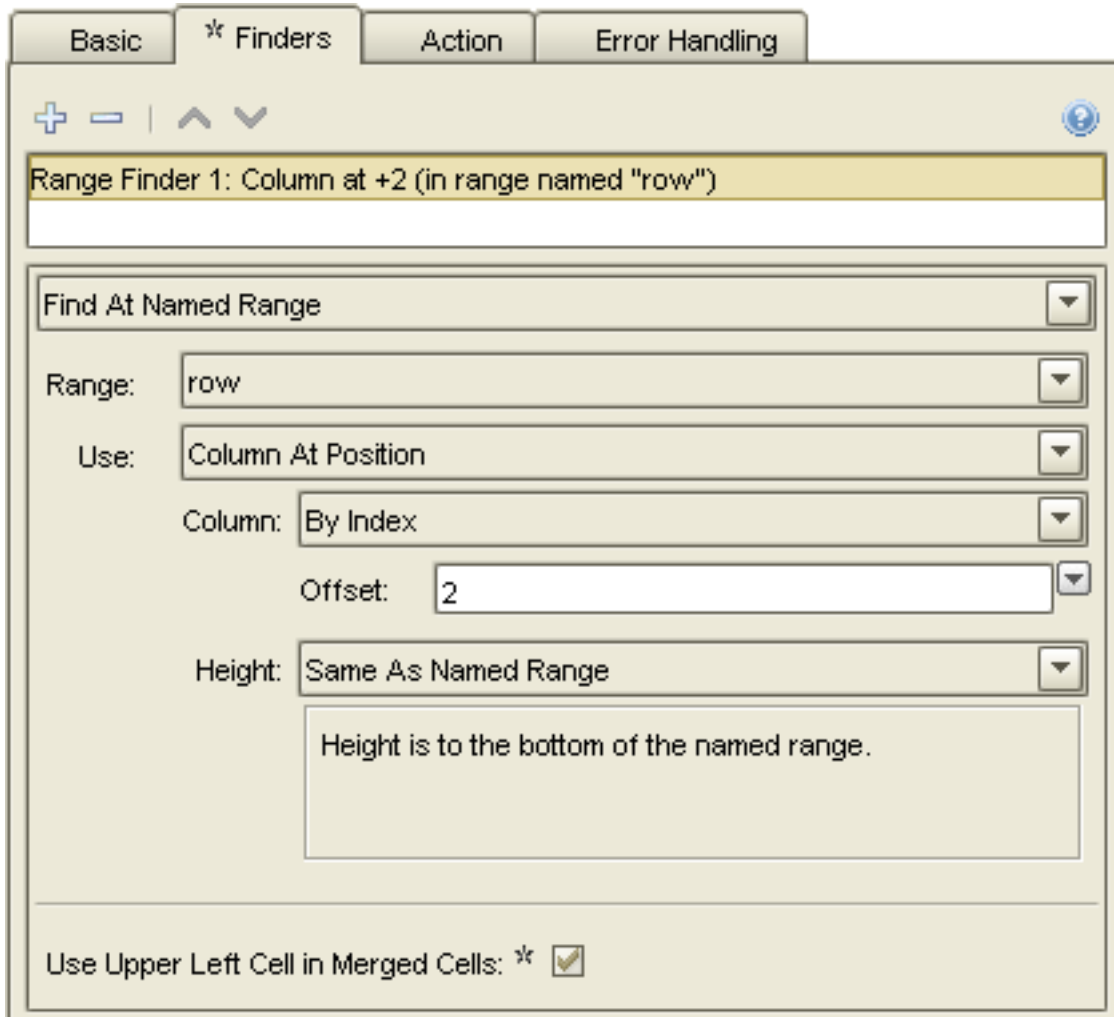 Basic * Finders Action Error Handling
Range Finder 1: Column at +2 (in range named "row")
Find At Named Range
Range: row
Use: Column At Position
Column: By Index
Offset: 2
Height: Same As Named Range
Height is to the bottom of the named range.
Use Upper Left Cell in Merged Cells: *